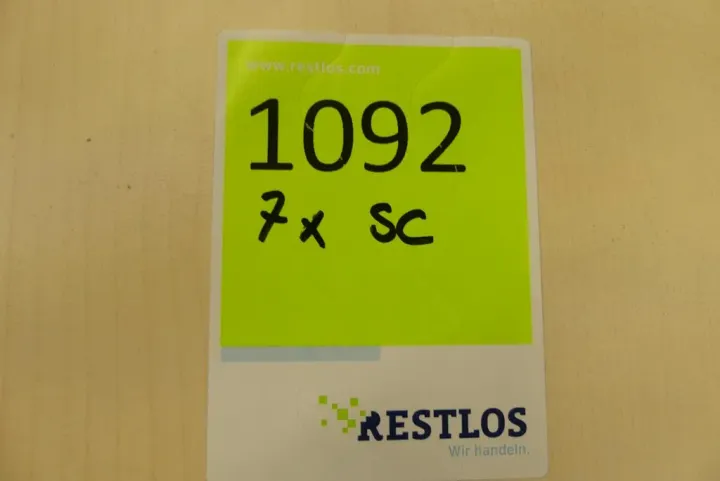 www.restlos.com
1092
7x SC
RESTLOS
Wir handeln.